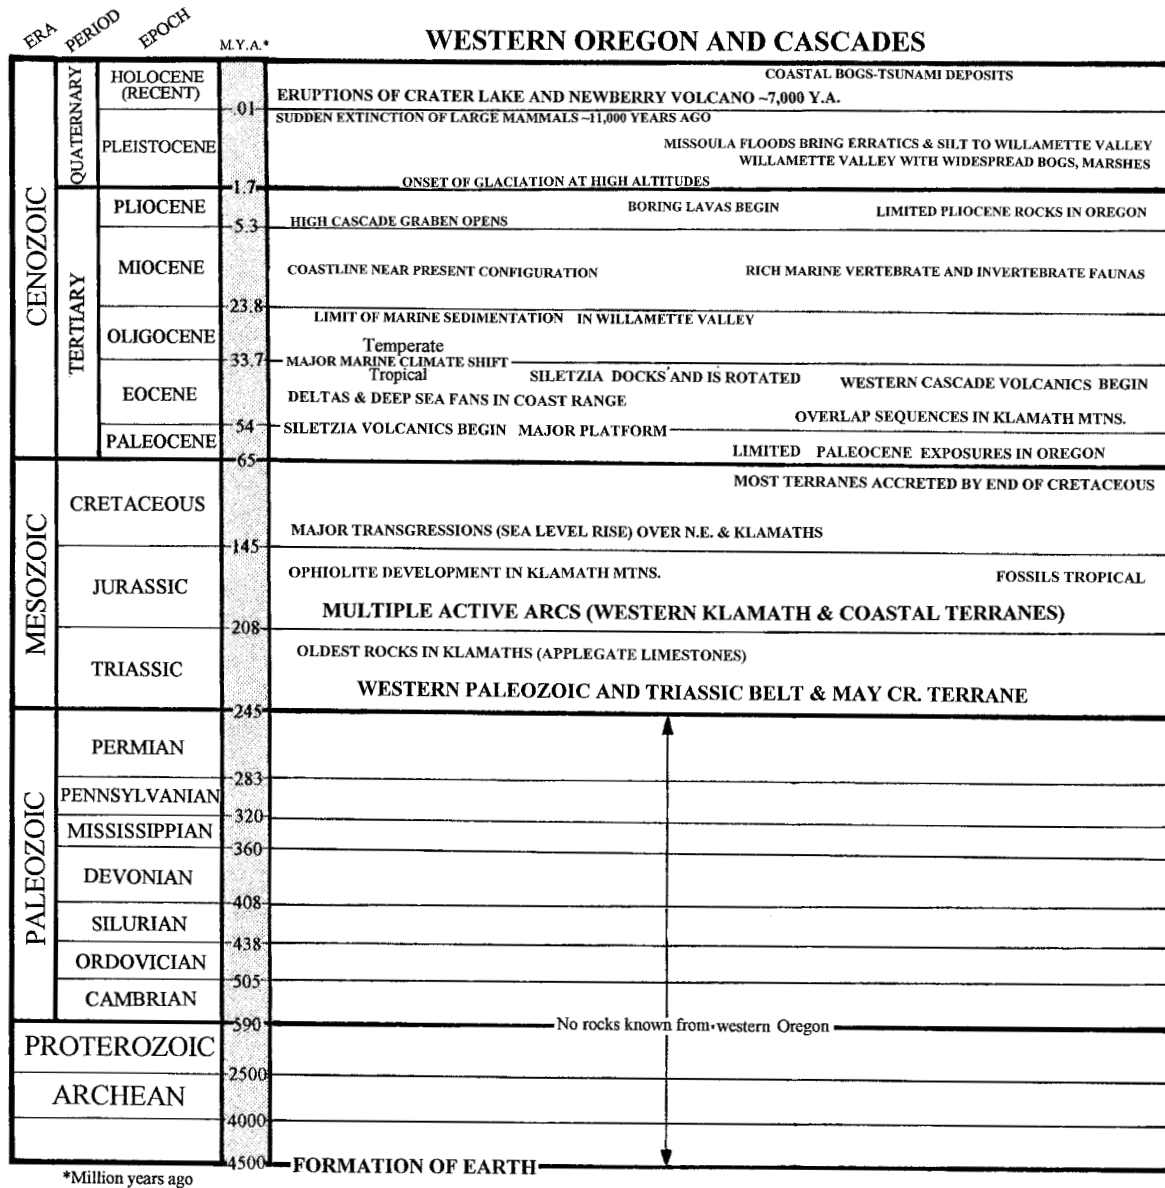 ERA PERIOD EPOCH M.Y.A.* WESTERN OREGON AND CASCADES
CENOZOIC
QUATERNARY
HOLOCENE
(RECENT)
COASTAL BOGS-TSUNAMI DEPOSITS
ERUPTIONS OF CRATER LAKE AND NEWBERRY VOLCANO ~7,000 Y.A.
.01
SUDDEN EXTINCTION OF LARGE MAMMALS ~11,000 YEARS AGO
PLEISTOCENE
MISSOULA FLOODS BRING ERRATICS & SILT TO WILLAMETTE VALLEY
WILLAMETTE VALLEY WITH WIDESPREAD BOGS, MARSHES
1.7 ONSET OF GLACIATION AT HIGH ALTITUDES
TERTIARY
PLIOCENE
BORING LAVAS BEGIN LIMITED PLIOCENE ROCKS IN OREGON
5.3 HIGH CASCADE GRABEN OPENS
MIOCENE COASTLINE NEAR PRESENT CONFIGURATION RICH MARINE VERTEBRATE AND INVERTEBRATE FAUNAS
23.8
LIMIT OF MARINE SEDIMENTATION IN WILLAMETTE VALLEY
OLIGOCENE
Temperate
33.7 MAJOR MARINE CLIMATE SHIFT
Tropical SILETZIA DOCKS AND IS ROTATED WESTERN CASCADE VOLCANICS BEGIN
EOCENE DELTAS & DEEP SEA FANS IN COAST RANGE
OVERLAP SEQUENCES IN KLAMATH MTNS.
54 SILETZIA VOLCANICS BEGIN MAJOR PLATFORM
PALEOCENE LIMITED PALEOCENE EXPOSURES IN OREGON
65
MESOZOIC
MOST TERRANES ACCRETED BY END OF CRETACEOUS
CRETACEOUS
MAJOR TRANSGRESSIONS (SEA LEVEL RISE) OVER N.E. & KLAMATHS
145
OPHIOLITE DEVELOPMENT IN KLAMATH MTNS. FOSSILS TROPICAL
JURASSIC
MULTIPLE ACTIVE ARCS (WESTERN KLAMATH & COASTAL TERRANES)
208
OLDEST ROCKS IN KLAMATHS (APPLEGATE LIMESTONES)
TRIASSIC
WESTERN PALEOZOIC AND TRIASSIC BELT & MAY CR. TERRANE
245
PALEOZOIC
PERMIAN
283
PENNSYLVANIAN
320
MISSISSIPPIAN
360
DEVONIAN
408
SILURIAN
438
ORDOVICIAN
505
CAMBRIAN
590 No rocks known from western Oregon
PROTEROZOIC
2500
ARCHEAN
4000
4500 FORMATION OF EARTH
*Million years ago